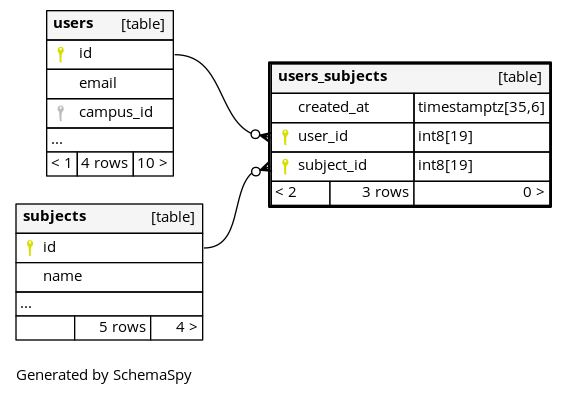 users [table]
id
email
campus_id
...
< 1 4 rows 10 >
users_subjects [table]
created_at timestamptz[35,6]
user_id int8[19]
subject_id int8[19]
< 2 3 rows 0 >
subjects [table]
id
name
...
5 rows 4 >
Generated by SchemaSpy